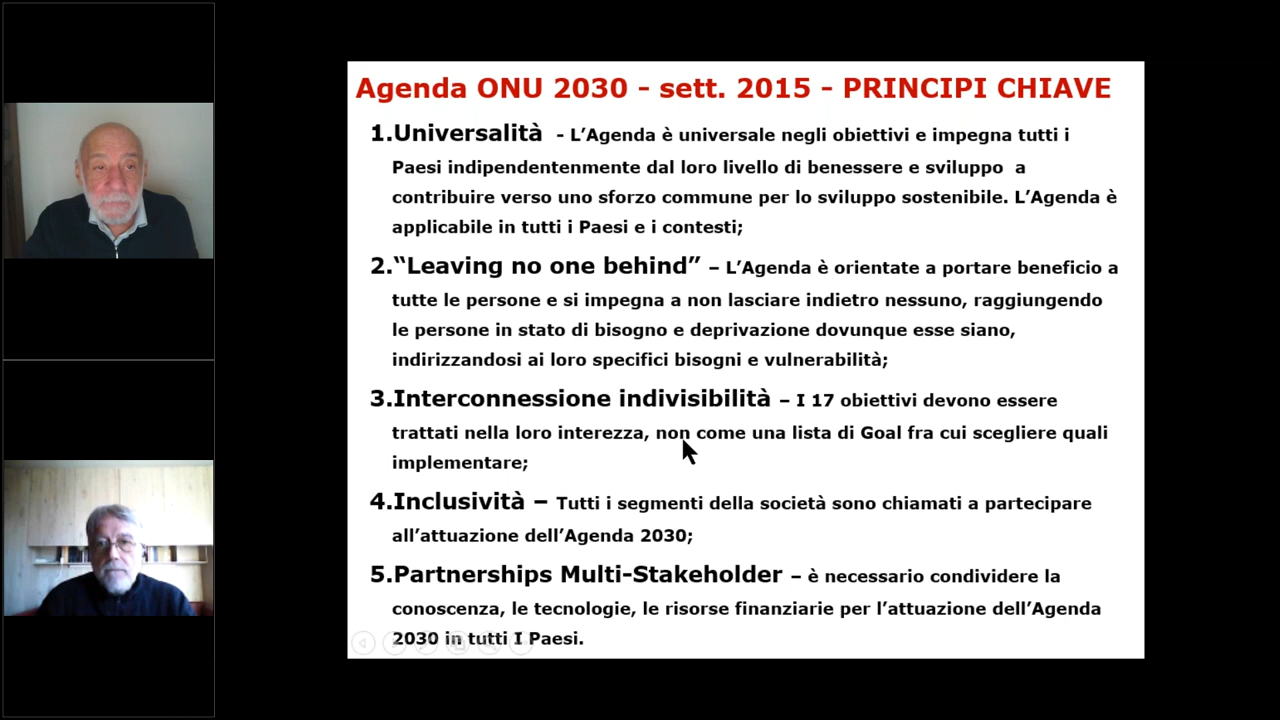 Agenda ONU 2030 - sett. 2015 - PRINCIPI CHIAVE
1.Universalità - L’Agenda è universale negli obiettivi e impegna tutti i
Paesi indipendentenmente dal loro livello di benessere e sviluppo a
contribuire verso uno sforzo commune per lo sviluppo sostenibile. L’Agenda è
applicabile in tutti i Paesi e i contesti;
2.“Leaving no one behind” – L’Agenda è orientate a portare beneficio a
tutte le persone e si impegna a non lasciare indietro nessuno, raggiungendo
le persone in stato di bisogno e deprivazione dovunque esse siano,
indirizzandosi ai loro specifici bisogni e vulnerabilità;
3.Interconnessione indivisibilità – I 17 obiettivi devono essere
trattati nella loro interezza, non come una lista di Goal fra cui scegliere quali
implementare;
4.Inclusività – Tutti i segmenti della società sono chiamati a partecipare
all’attuazione dell’Agenda 2030;
5.Partnerships Multi-Stakeholder – è necessario condividere la
conoscenza, le tecnologie, le risorse finanziarie per l’attuazione dell’Agenda
2030 in tutti I Paesi.